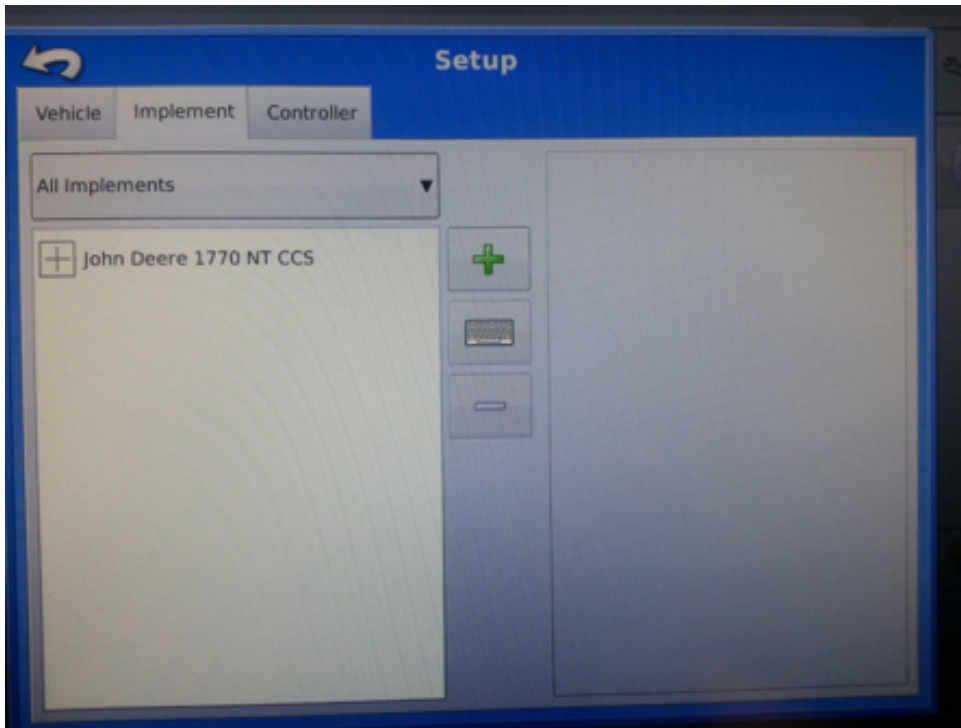 Setup
Vehicle Implement Controller
All Implements
John Deere 1770 NT CCS